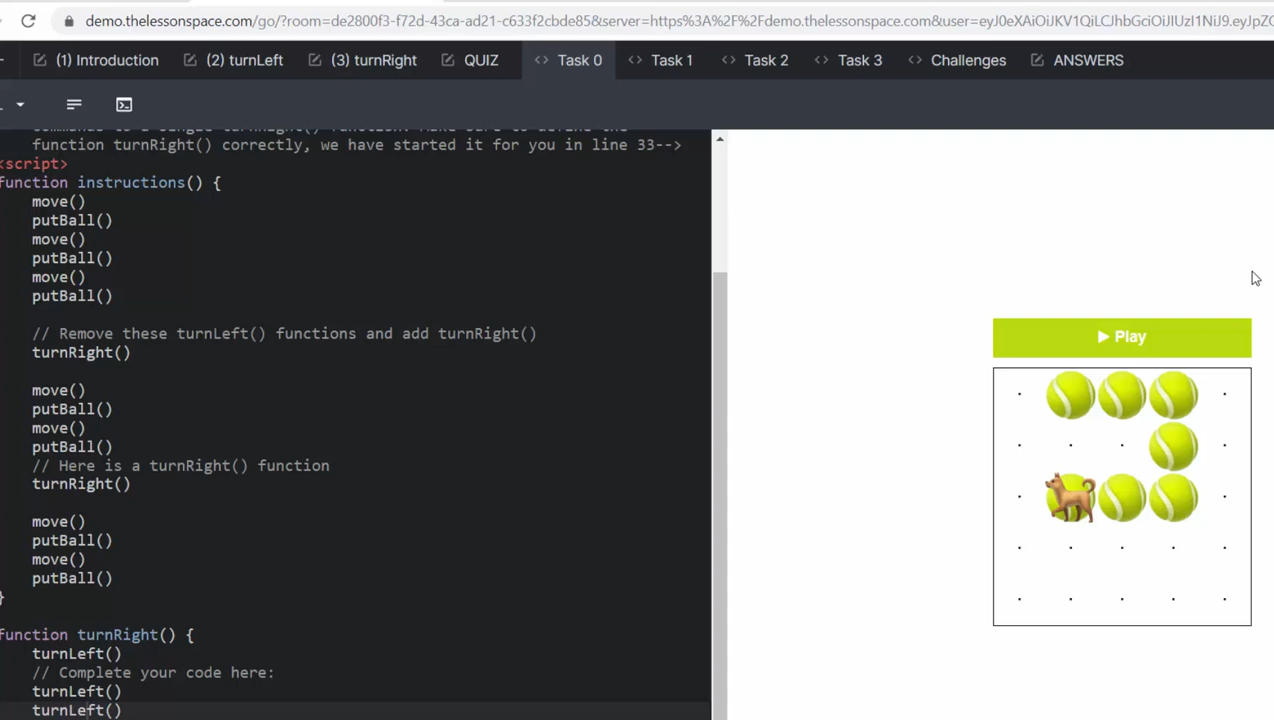 demo.thelessonspace.com/go/?room=de2800f3-f72d-43ca-ad21-c633f2cbde85&server=https%3A%2F%2Fdemo.thelessonspace.com&user=eyJ0eXAiOiJKV1QiLCJhbGciOiJIUzI1NiJ9.eyJpZC
(1) Introduction (2) turnLeft (3) turnRight QUIZ Task 0 Task 1 Task 2 Task 3 Challenges ANSWERS
function turnRight() correctly, we have started it for you in line 33-->
<script>
function instructions() {
move()
putBall()
move()
putBall()
move()
putBall()
// Remove these turnLeft() functions and add turnRight()
turnRight()
move()
putBall()
move()
putBall()
// Here is a turnRight() function
turnRight()
move()
putBall()
move()
putBall()
}
function turnRight() {
turnLeft()
// Complete your code here:
turnLeft()
turnLeft()
Play